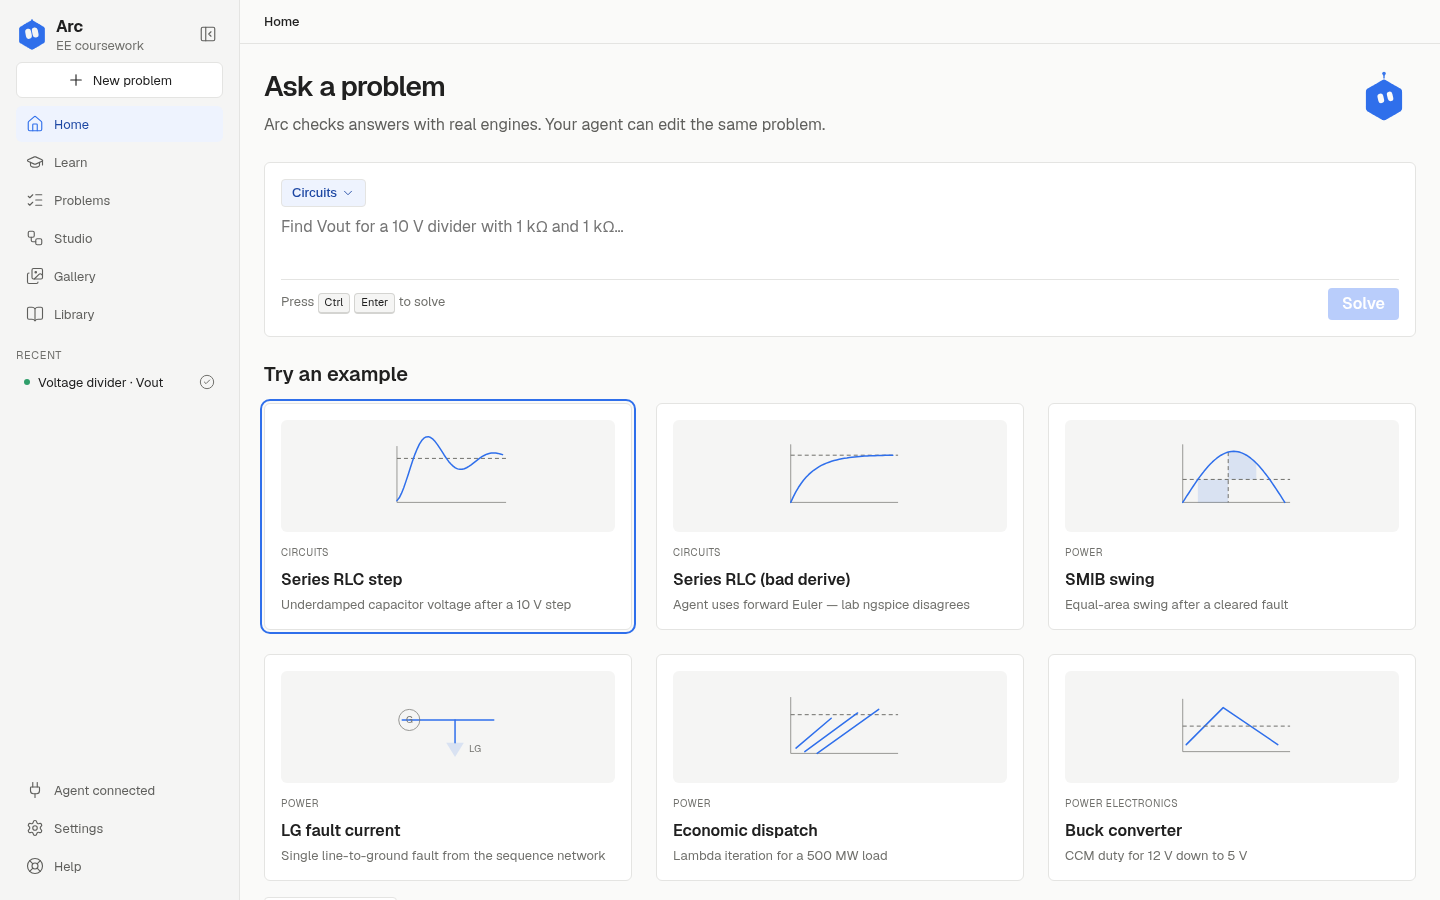 Arc
EE coursework
New problem
Home
Learn
Problems
Studio
Gallery
Library
RECENT
Voltage divider · Vout
Agent connected
Settings
Help
Home
Ask a problem
Arc checks answers with real engines. Your agent can edit the same problem.
Circuits
Find Vout for a 10 V divider with 1 kΩ and 1 kΩ…
Press Ctrl Enter to solve
Solve
Try an example
CIRCUITS
Series RLC step
Underdamped capacitor voltage after a 10 V step
CIRCUITS
Series RLC (bad derive)
Agent uses forward Euler — lab ngspice disagrees
POWER
SMIB swing
Equal-area swing after a cleared fault
G
LG
POWER
LG fault current
Single line-to-ground fault from the sequence network
POWER
Economic dispatch
Lambda iteration for a 500 MW load
POWER ELECTRONICS
Buck converter
CCM duty for 12 V down to 5 V